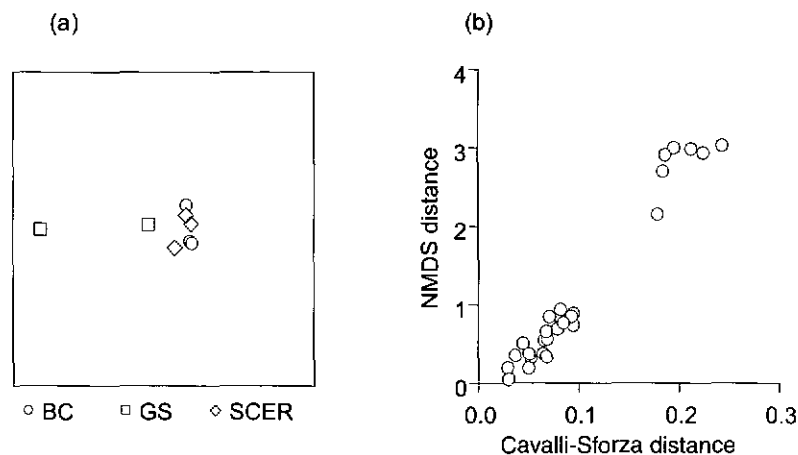 (a)
○ BC □ GS ◇ SCER
(b)
NMDS distance
4
3
2
1
0
0.0 0.1 0.2 0.3
Cavalli-Sforza distance